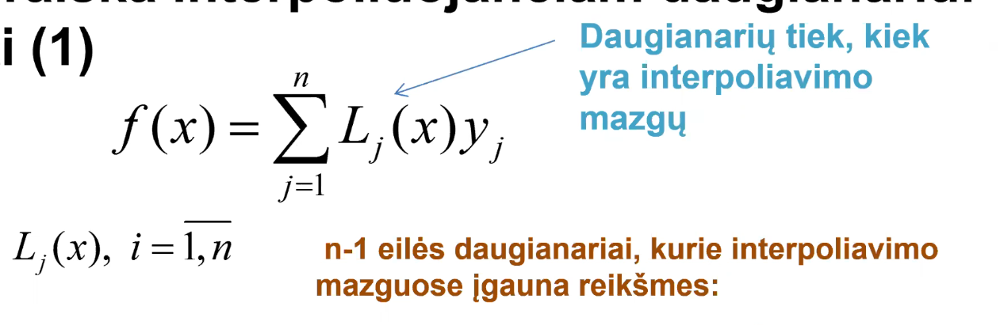 i (1)
Daugianarių tiek, kiek
yra interpoliavimo
mazgų
f(x) = \sum_{j=1}^{n} L_j(x) y_j
L_j(x), i = \overline{1,n}
n-1 eilės daugianariai, kurie interpoliavimo
mazguose įgauna reikšmes: